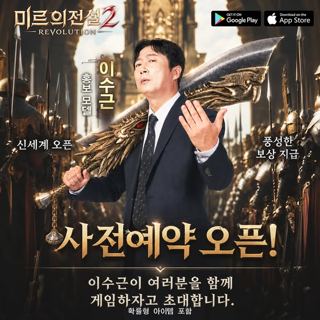 미르의전설2
REVOLUTION
GET IT ON
Google Play
Download on the
App Store
이수근
홍보모델
신세계 오픈
풍성한
보상 지급
사전예약 오픈!
이수근이 여러분을 함께
게임하자고 초대합니다.
확률형 아이템 포함